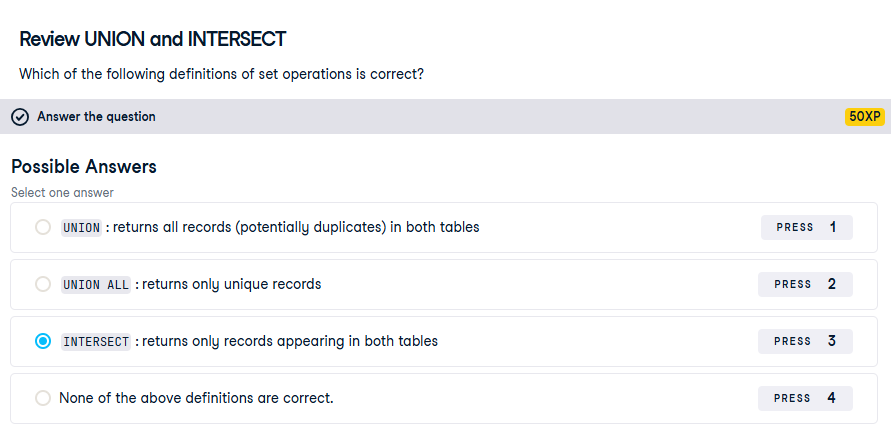 Review UNION and INTERSECT
Which of the following definitions of set operations is correct?
Answer the question 50XP
Possible Answers
Select one answer
UNION : returns all records (potentially duplicates) in both tables PRESS 1
UNION ALL : returns only unique records PRESS 2
INTERSECT : returns only records appearing in both tables PRESS 3
None of the above definitions are correct. PRESS 4